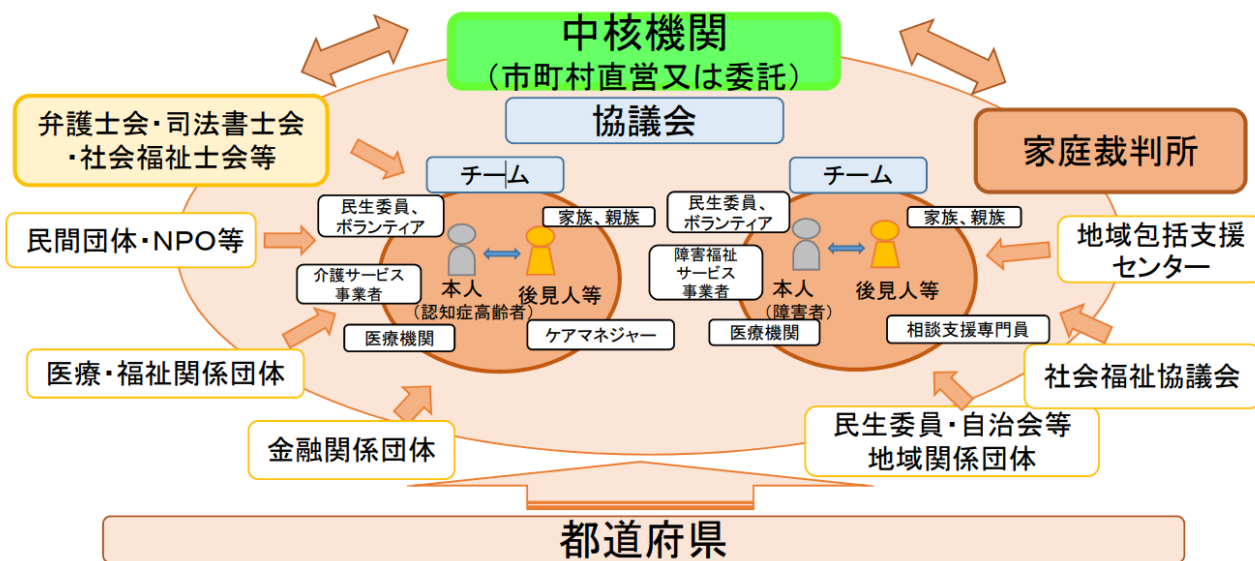 中核機関
（市町村直営又は委託）
協議会
弁護士会・司法書士会
・社会福祉士会等
家庭裁判所
民間団体・NPO等
医療・福祉関係団体
金融関係団体
チーム
民生委員、
ボランティア
家族、親族
介護サービス
事業者
本人
（認知症高齢者）
後見人等
医療機関
ケアマネジャー
チーム
民生委員、
ボランティア
家族、親族
障害福祉
サービス
事業者
本人
（障害者）
後見人等
医療機関
相談支援専門員
地域包括支援
センター
社会福祉協議会
民生委員・自治会等
地域関係団体
都道府県